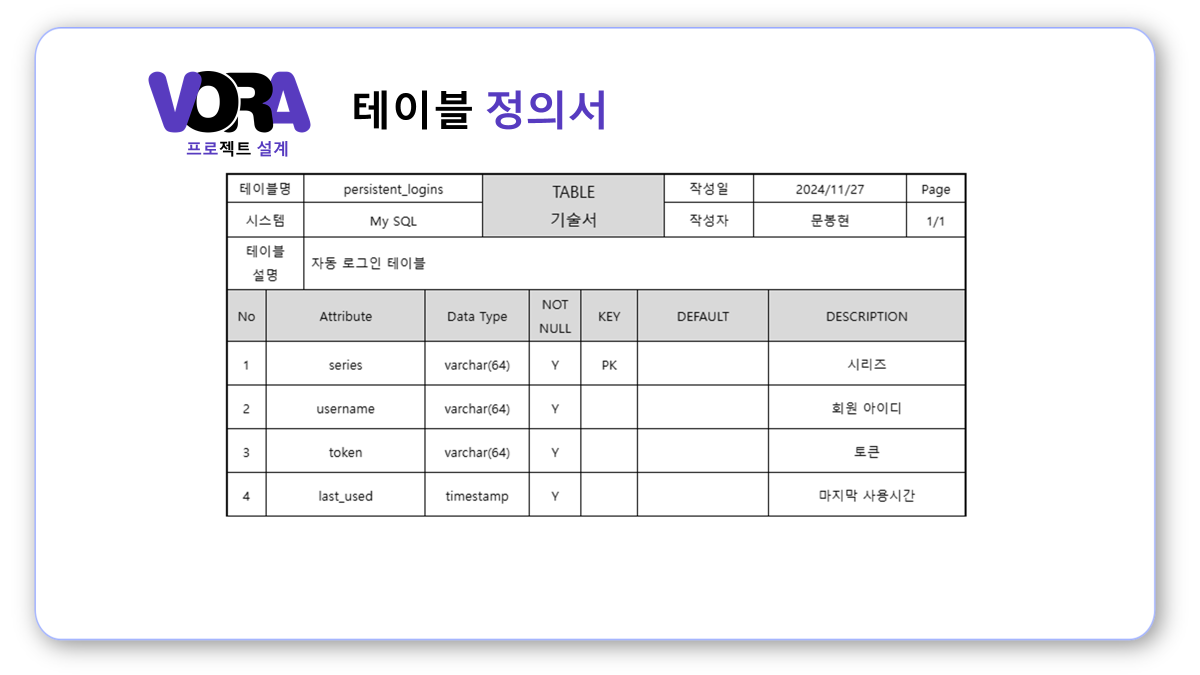 VORA
프로젝트 설계
테이블 정의서
테이블명 persistent_logins TABLE 기술서 작성일 2024/11/27 Page
시스템 My SQL 작성자 문봉현 1/1
테이블 설명 자동 로그인 테이블
No Attribute Data Type NOT NULL KEY DEFAULT DESCRIPTION
1 series varchar(64) Y PK 시리즈
2 username varchar(64) Y 회원 아이디
3 token varchar(64) Y 토큰
4 last_used timestamp Y 마지막 사용시간